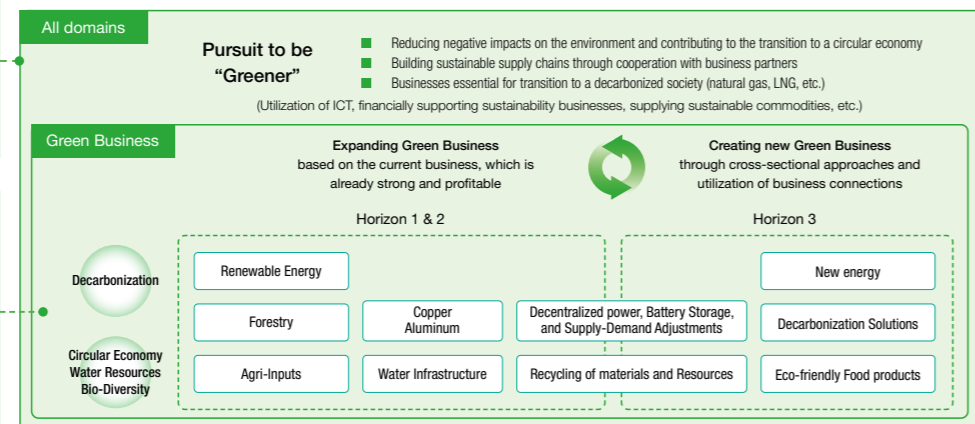 All domains
Pursuit to be
“Greener”
Reducing negative impacts on the environment and contributing to the transition to a circular economy
Building sustainable supply chains through cooperation with business partners
Businesses essential for transition to a decarbonized society (natural gas, LNG, etc.)
(Utilization of ICT, financially supporting sustainability businesses, supplying sustainable commodities, etc.)
Green Business
Expanding Green Business
based on the current business, which is
already strong and profitable
Creating new Green Business
through cross-sectional approaches and
utilization of business connections
Horizon 1 & 2
Horizon 3
Decarbonization
Renewable Energy
New energy
Forestry
Copper
Aluminum
Decentralized power, Battery Storage,
and Supply-Demand Adjustments
Decarbonization Solutions
Circular Economy
Water Resources
Bio-Diversity
Agri-Inputs
Water Infrastructure
Recycling of materials and Resources
Eco-friendly Food products